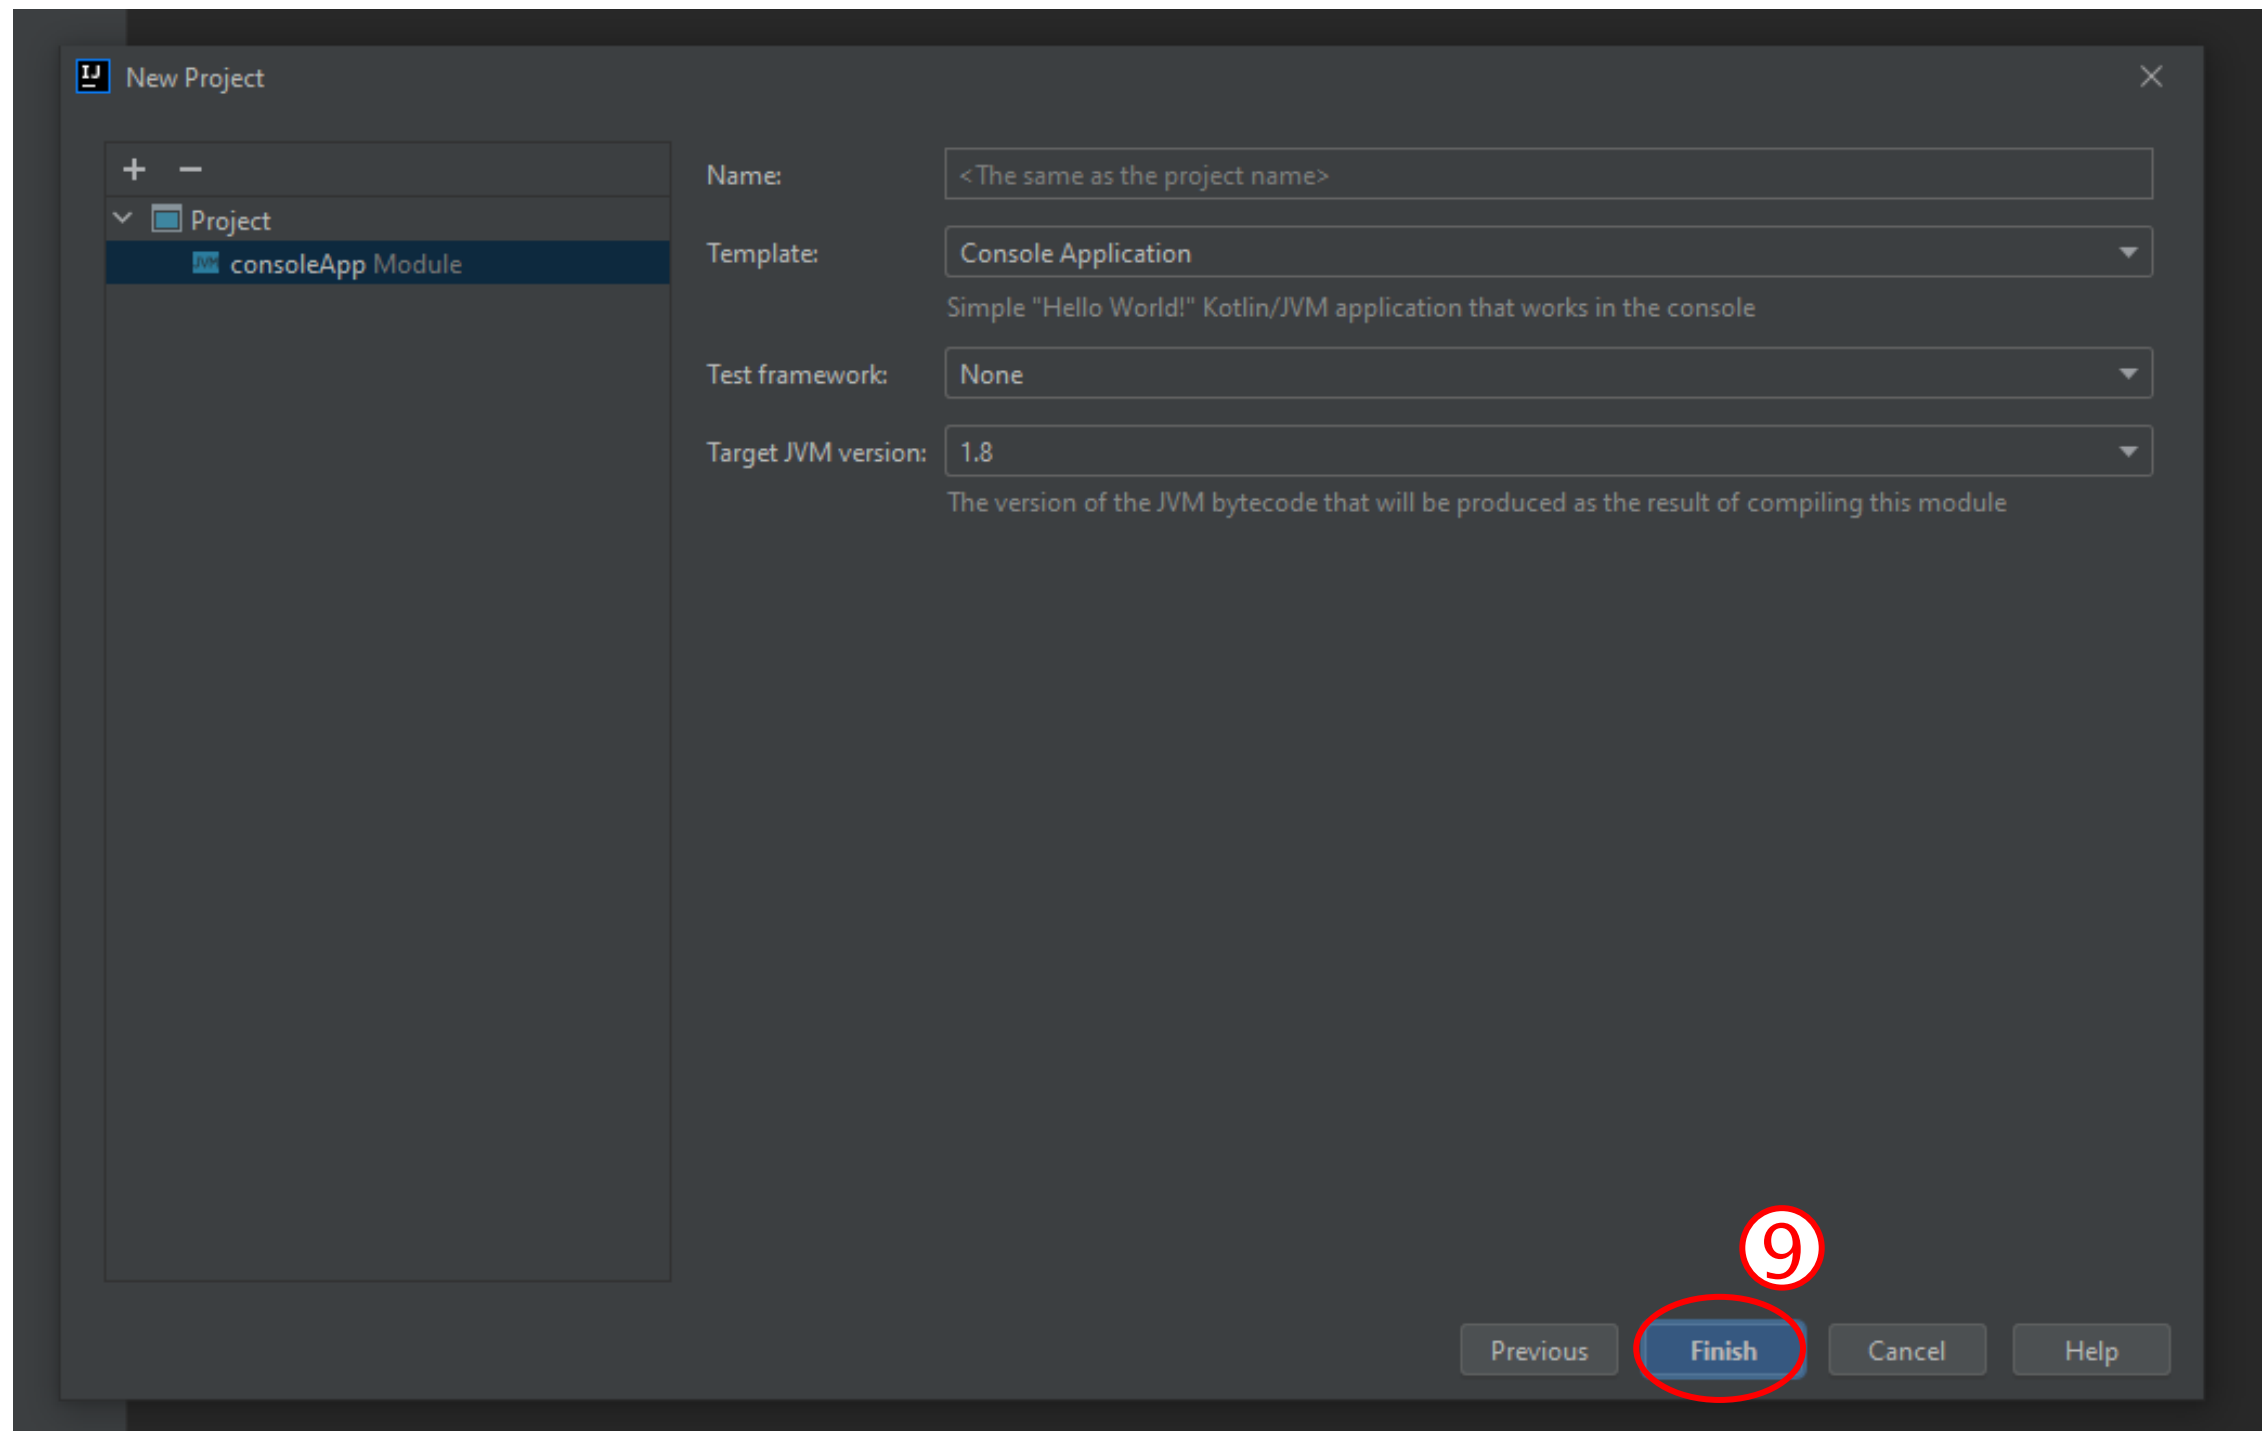 IJ New Project
Name: <The same as the project name>
Project
consoleApp Module
JVM
Template: Console Application
Simple "Hello World!" Kotlin/JVM application that works in the console
Test framework: None
Target JVM version: 1.8
The version of the JVM bytecode that will be produced as the result of compiling this module
9
Previous Finish Cancel Help